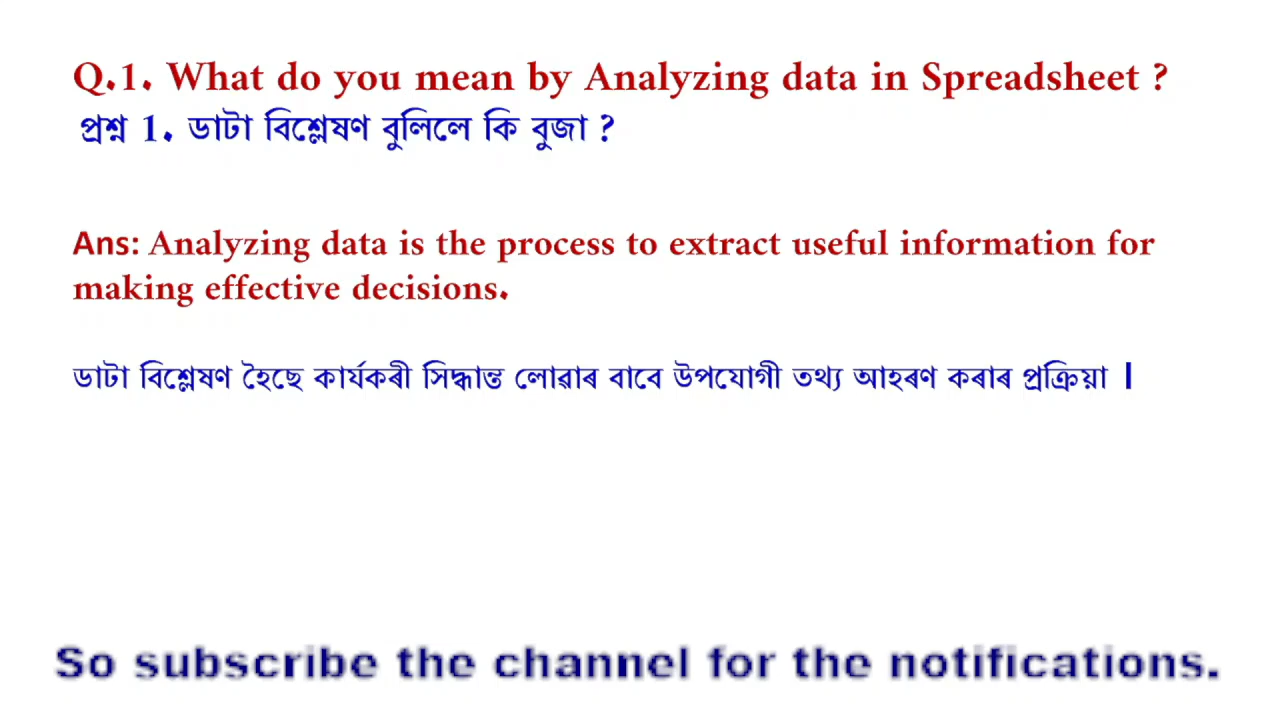 Q.1. What do you mean by Analyzing data in Spreadsheet ?
প্ৰশ্ন 1. ডাটা বিশ্লেষণ বুলিলে কি বুজা ?
Ans: Analyzing data is the process to extract useful information for
making effective decisions.
ডাটা বিশ্লেষণ হৈছে কাৰ্যকৰী সিদ্ধান্ত লোৱাৰ বাবে উপযোগী তথ্য আহৰণ কৰাৰ প্ৰক্ৰিয়া ।
So subscribe the channel for the notifications.